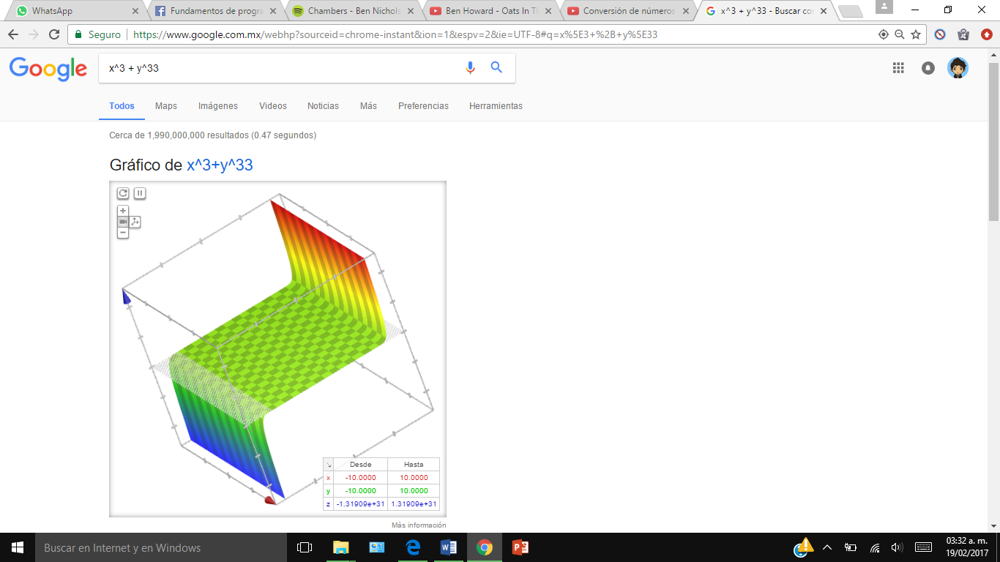 WhatsApp
Fundamentos de progra
Chambers - Ben Nichols
Ben Howard - Oats In Th
Conversión de números
x^3 + y^33 - Buscar co
Seguro
https://www.google.com.mx/webhp?sourceid=chrome-instant&ion=1&espv=2&ie=UTF-8#q=x%5E3+%2B+y%5E33
Google
x^3 + y^33
Todos
Maps
Imágenes
Videos
Noticias
Más
Preferencias
Herramientas
Cerca de 1,990,000,000 resultados (0.47 segundos)
Gráfico de x^3+y^33
Desde Hasta
x -10.0000 10.0000
y -10.0000 10.0000
z -1.31909e+31 1.31909e+31
Más información
Buscar en Internet y en Windows
03:32 a. m.
19/02/2017